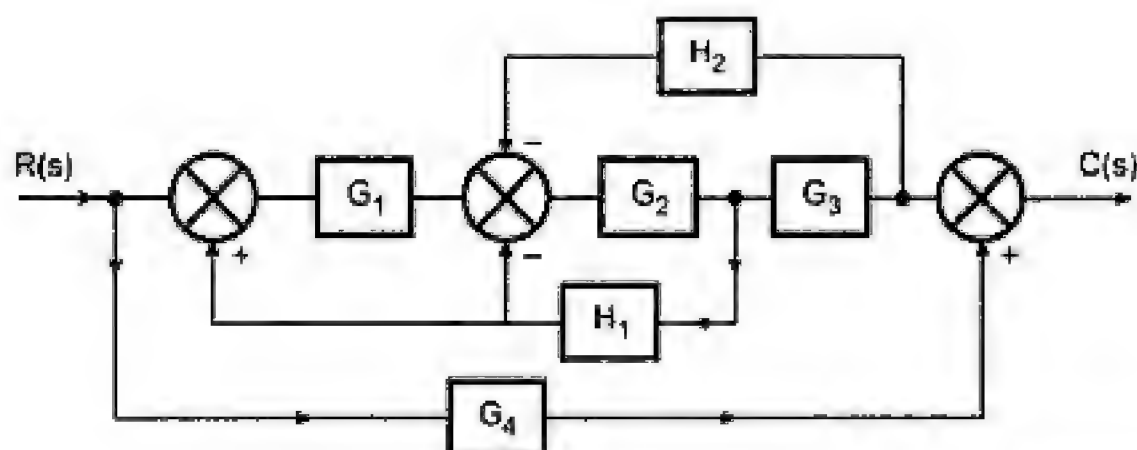 H2
−
R(s) G1 G2 G3 C(s)
+ − +
H1
G4